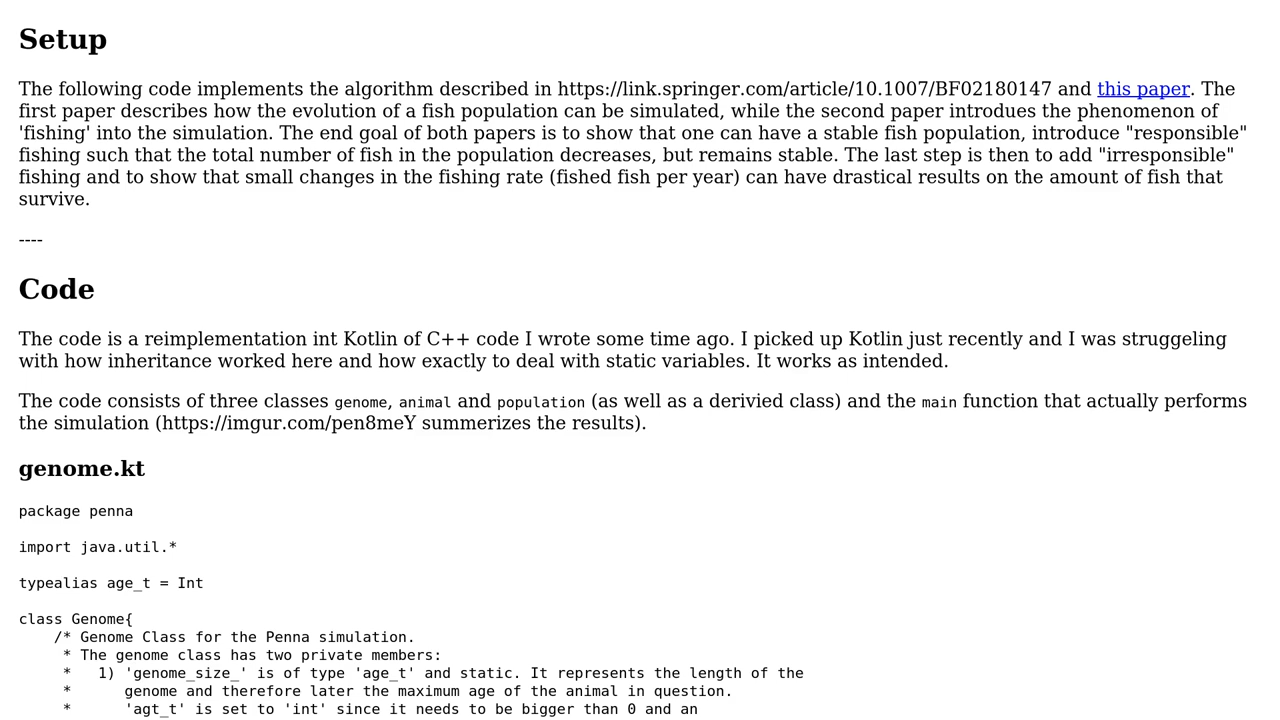 Setup
The following code implements the algorithm described in https://link.springer.com/article/10.1007/BF02180147 and this paper. The
first paper describes how the evolution of a fish population can be simulated, while the second paper introdues the phenomenon of
'fishing' into the simulation. The end goal of both papers is to show that one can have a stable fish population, introduce "responsible"
fishing such that the total number of fish in the population decreases, but remains stable. The last step is then to add "irresponsible"
fishing and to show that small changes in the fishing rate (fished fish per year) can have drastical results on the amount of fish that
survive.
----
Code
The code is a reimplementation int Kotlin of C++ code I wrote some time ago. I picked up Kotlin just recently and I was struggeling
with how inheritance worked here and how exactly to deal with static variables. It works as intended.
The code consists of three classes genome, animal and population (as well as a derivied class) and the main function that actually performs
the simulation (https://imgur.com/pen8meY summerizes the results).
genome.kt
package penna
import java.util.*
typealias age_t = Int
class Genome{
    /* Genome Class for the Penna simulation.
     * The genome class has two private members:
     *   1) 'genome_size_' is of type 'age_t' and static. It represents the length of the
     *      genome and therefore later the maximum age of the animal in question.
     *      'agt_t' is set to 'int' since it needs to be bigger than 0 and an